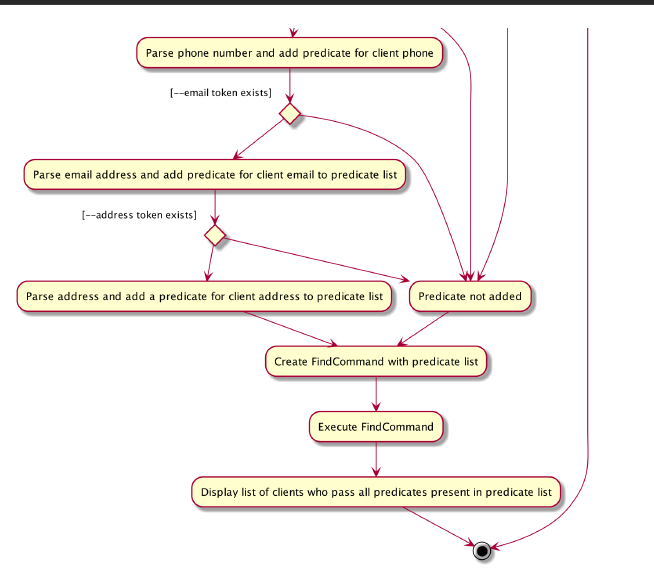 Parse phone number and add predicate for client phone
[--email token exists]
Parse email address and add predicate for client email to predicate list
[--address token exists]
Parse address and add a predicate for client address to predicate list
Predicate not added
Create FindCommand with predicate list
Execute FindCommand
Display list of clients who pass all predicates present in predicate list